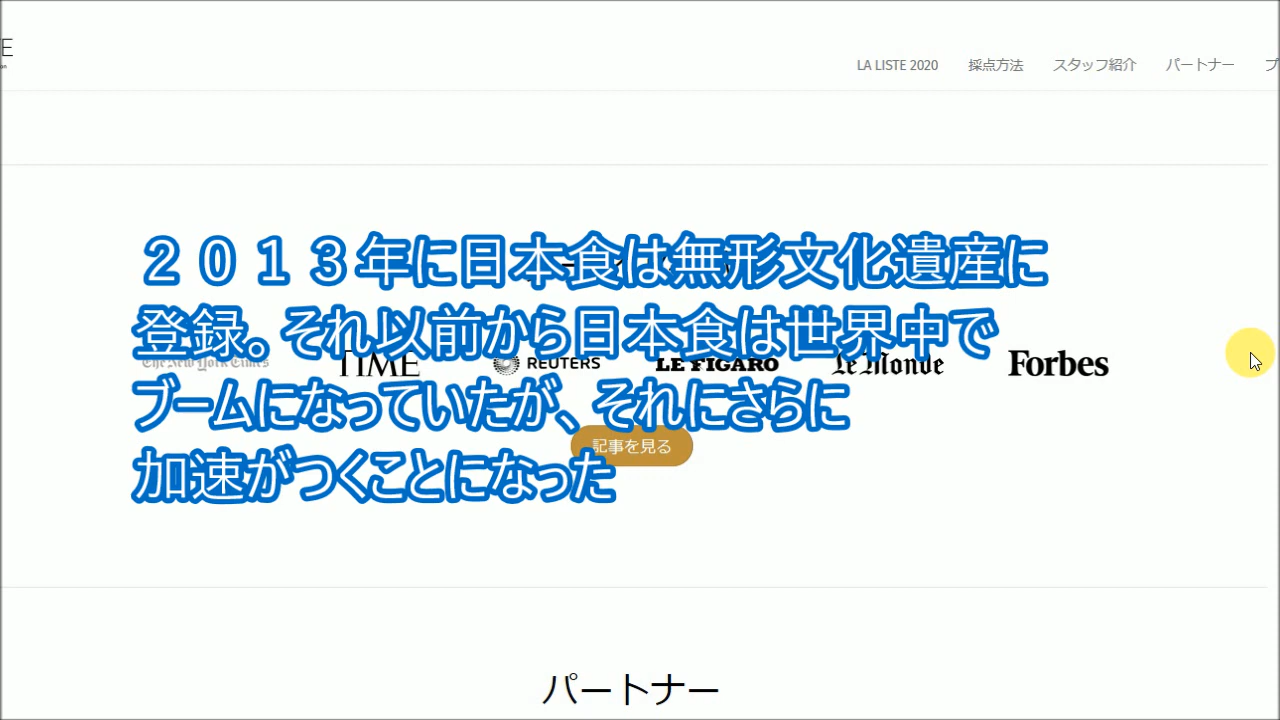 E
LA LISTE 2020 採点方法 スタッフ紹介 パートナー プ
２０１３年に日本食は無形文化遺産に
登録。それ以前から日本食は世界中で
The New York Times TIME REUTERS LE FIGARO Le Monde Forbes
ブームになっていたが、それにさらに
記事を見る
加速がつくことになった
パートナー